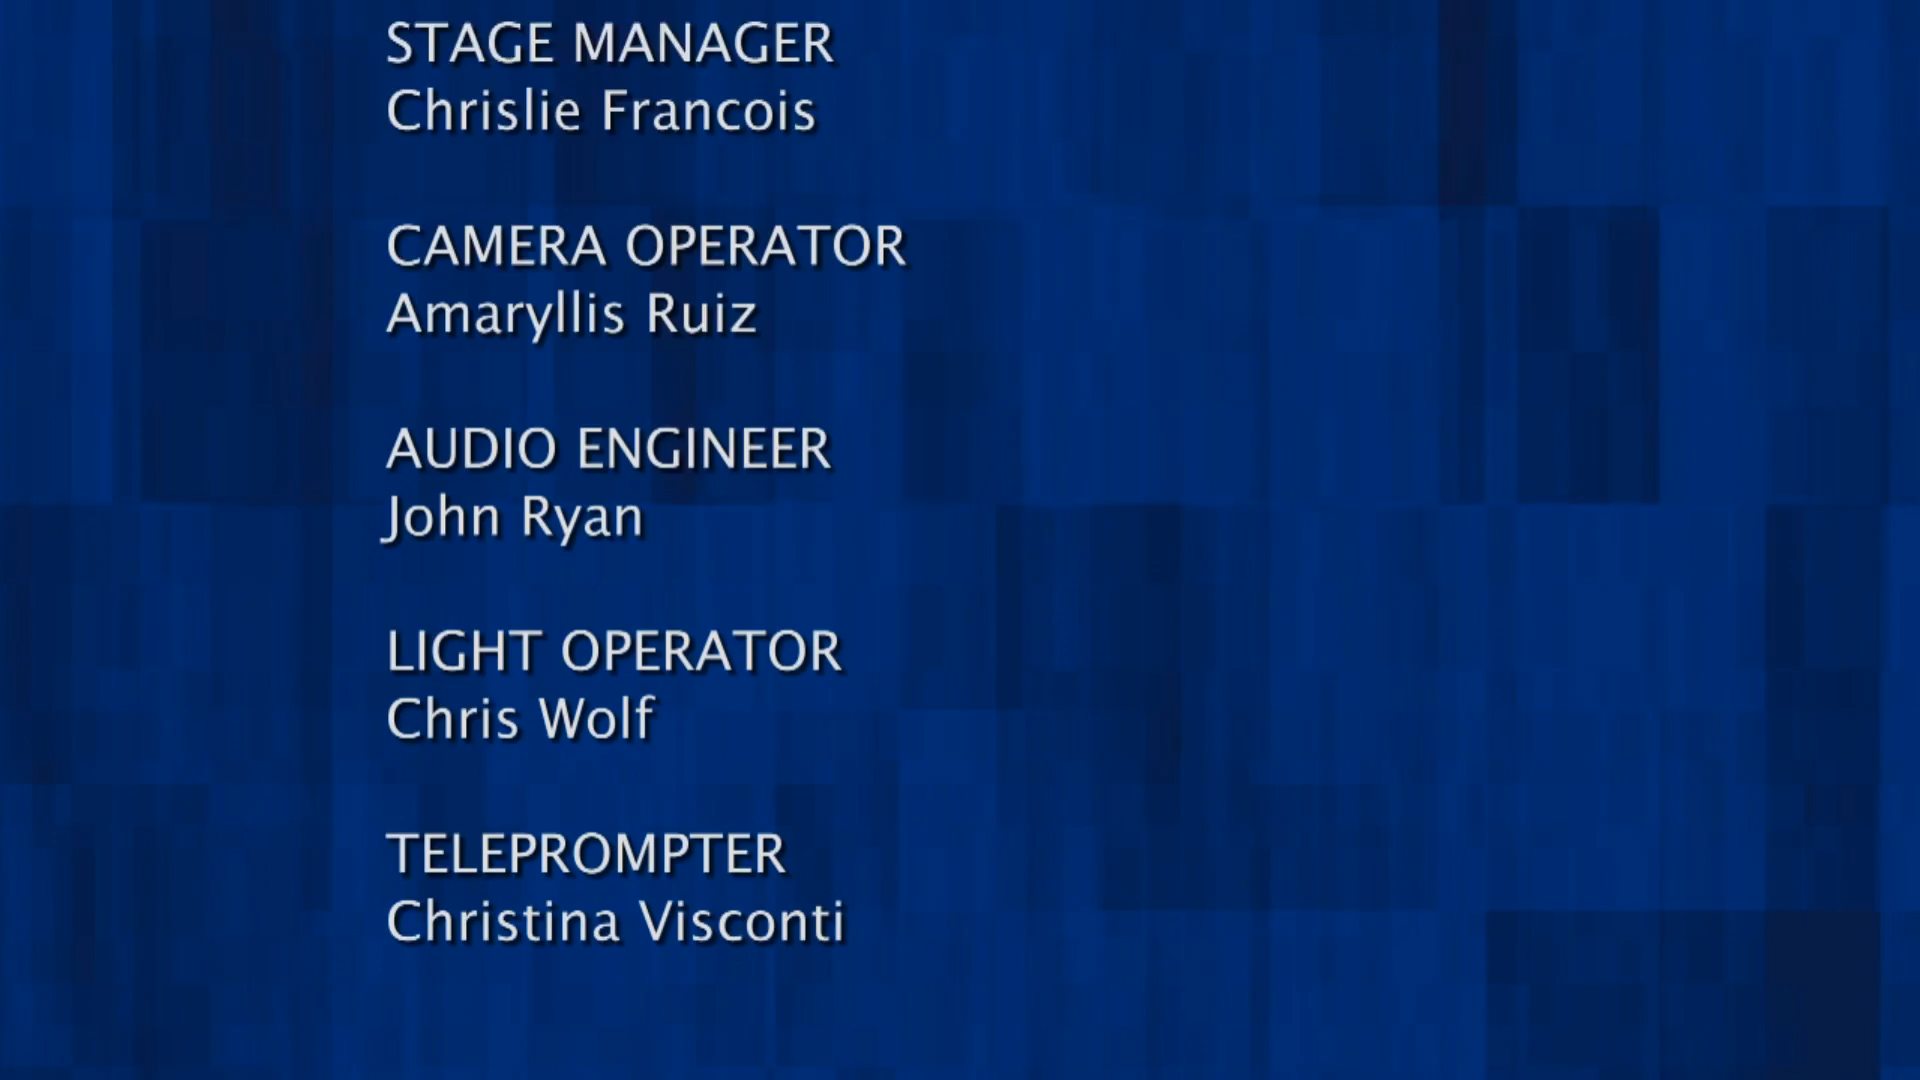 STAGE MANAGER
Chrislie Francois
CAMERA OPERATOR
Amaryllis Ruiz
AUDIO ENGINEER
John Ryan
LIGHT OPERATOR
Chris Wolf
TELEPROMPTER
Christina Visconti